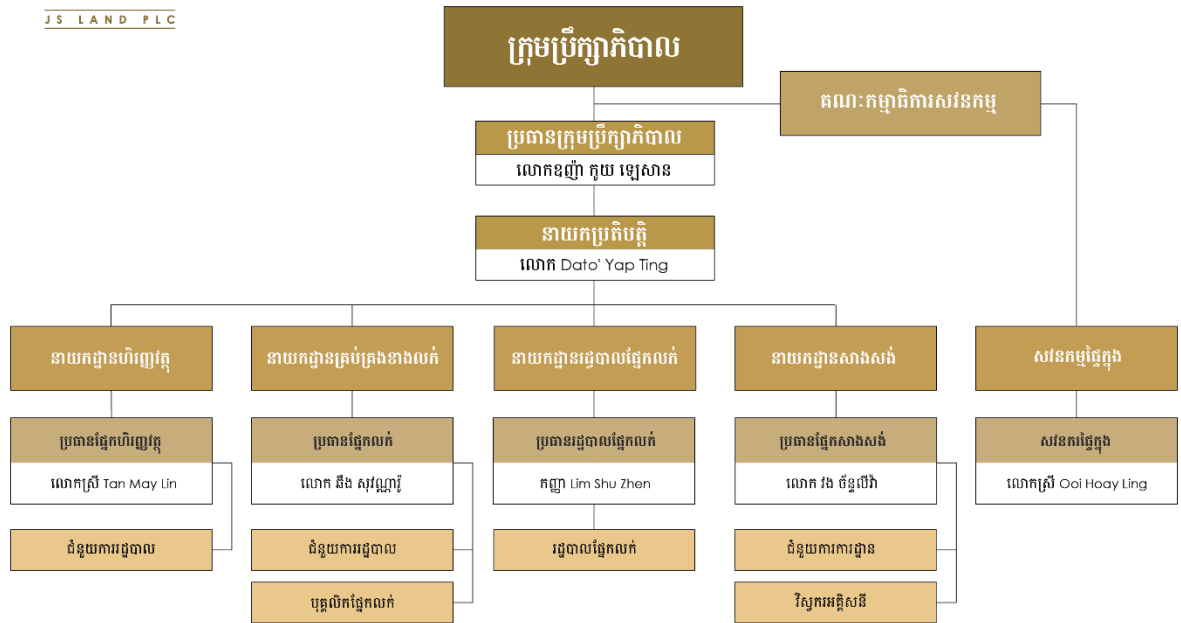 JS LAND PLC
ក្រុមប្រឹក្សាភិបាល
គណៈកម្មាធិការសវនកម្ម
ប្រធានក្រុមប្រឹក្សាភិបាល
លោកឧញ៉ា កូយ ឡេសាន
នាយកប្រតិបត្តិ
លោក Dato' Yap Ting
នាយកដ្ឋានហិរញ្ញវត្ថុ
នាយកដ្ឋានគ្រប់គ្រងខាងលក់
នាយកដ្ឋានរដ្ធបាលផ្នែកលក់
នាយកដ្ឋានសាងសង់
សវនកម្មផ្ទៃក្នុង
ប្រធានផ្នែកហិរញ្ញវត្ថុ
ប្រធានផ្នែកលក់
ប្រធានរដ្ឋបាលផ្នែកលក់
ប្រធានផ្នែកសាងសង់
សវនករផ្ទៃក្នុង
លោកស្រី Tan May Lin
លោក ឆឹង សុវណ្ណារ៉ូ
កញ្ញា Lim Shu Zhen
លោក វង ច័ន្ទលីវ៉ា
លោកស្រី Ooi Hoay Ling
ជំនួយការរដ្ឋបាល
ជំនួយការរដ្ឋបាល
រដ្ឋបាលផ្នែកលក់
ជំនួយការការដ្ឋាន
បុគ្គលិកផ្នែកលក់
វិស្វករអគ្គិសនី